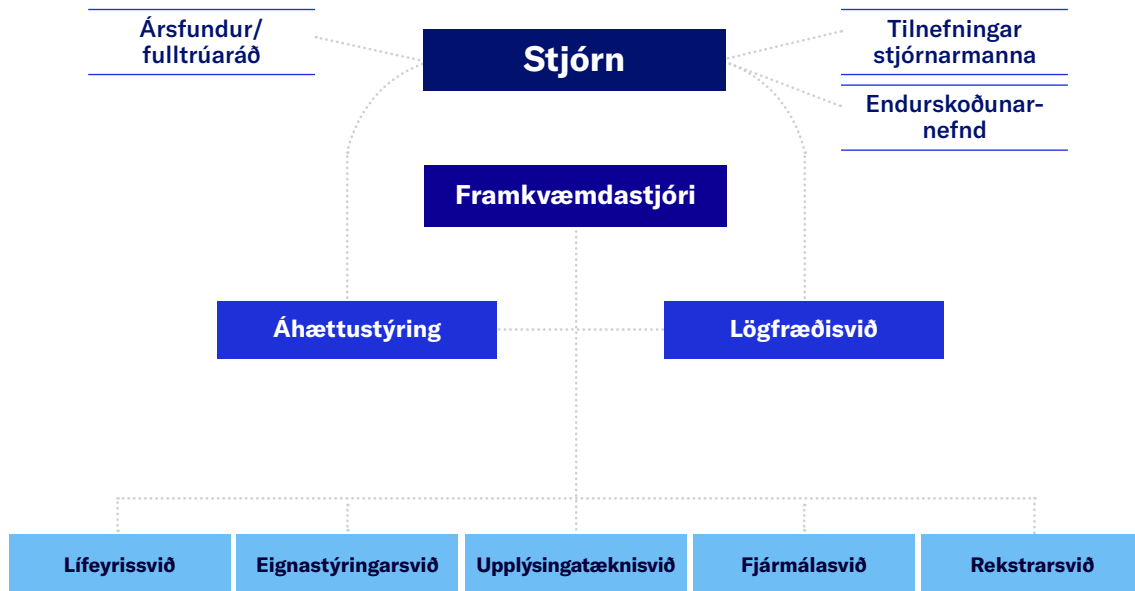 Ársfundur/
fulltrúaráð
Stjórn
Tilnefningar
stjórnarmanna
Endurskoðunar-
nefnd
Framkvæmdastjóri
Áhættustýring
Lögfræðisvið
Lífeyrissvið
Eignastýringarsvið
Upplýsingatæknisvið
Fjármálasvið
Rekstrarsvið